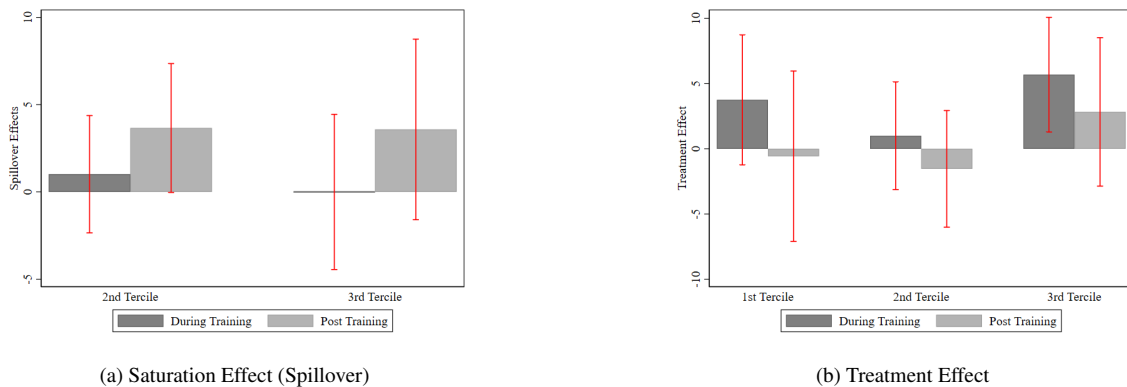 10
5
0
-5
Spillover Effects
2nd Tercile
3rd Tercile
During Training
Post Training
(a) Saturation Effect (Spillover)
10
5
0
-5
-10
Treatment Effect
1st Tercile
2nd Tercile
3rd Tercile
During Training
Post Training
(b) Treatment Effect